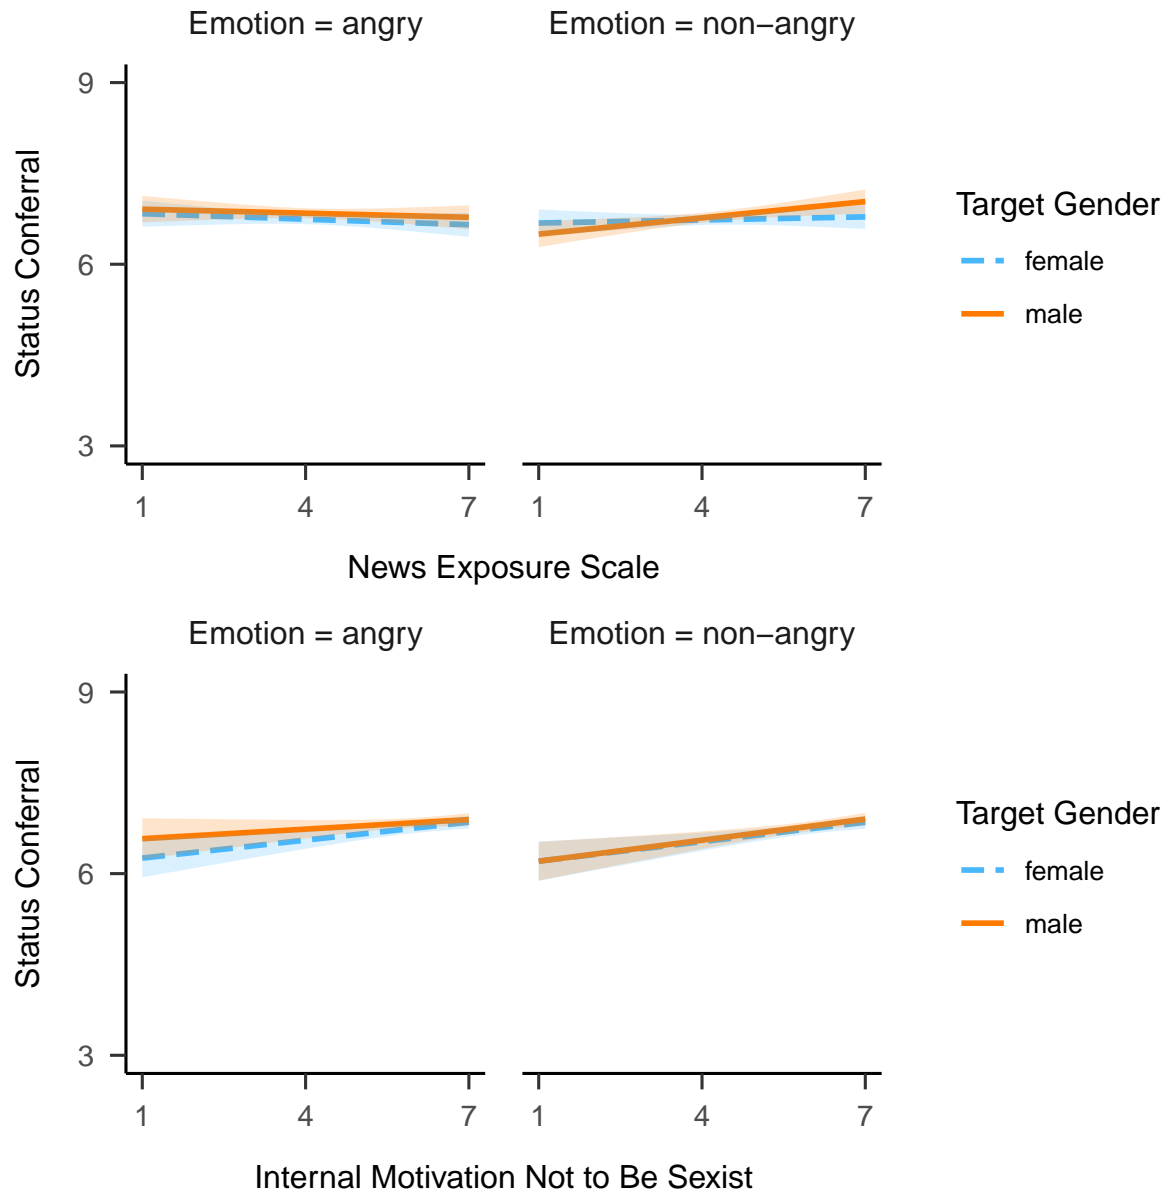 Emotion = angry
Emotion = non−angry
9
6
3
Status Conferral
1
4
7
1
4
7
News Exposure Scale
Target Gender
female
male
Emotion = angry
Emotion = non−angry
9
6
3
Status Conferral
1
4
7
1
4
7
Internal Motivation Not to Be Sexist
Target Gender
female
male